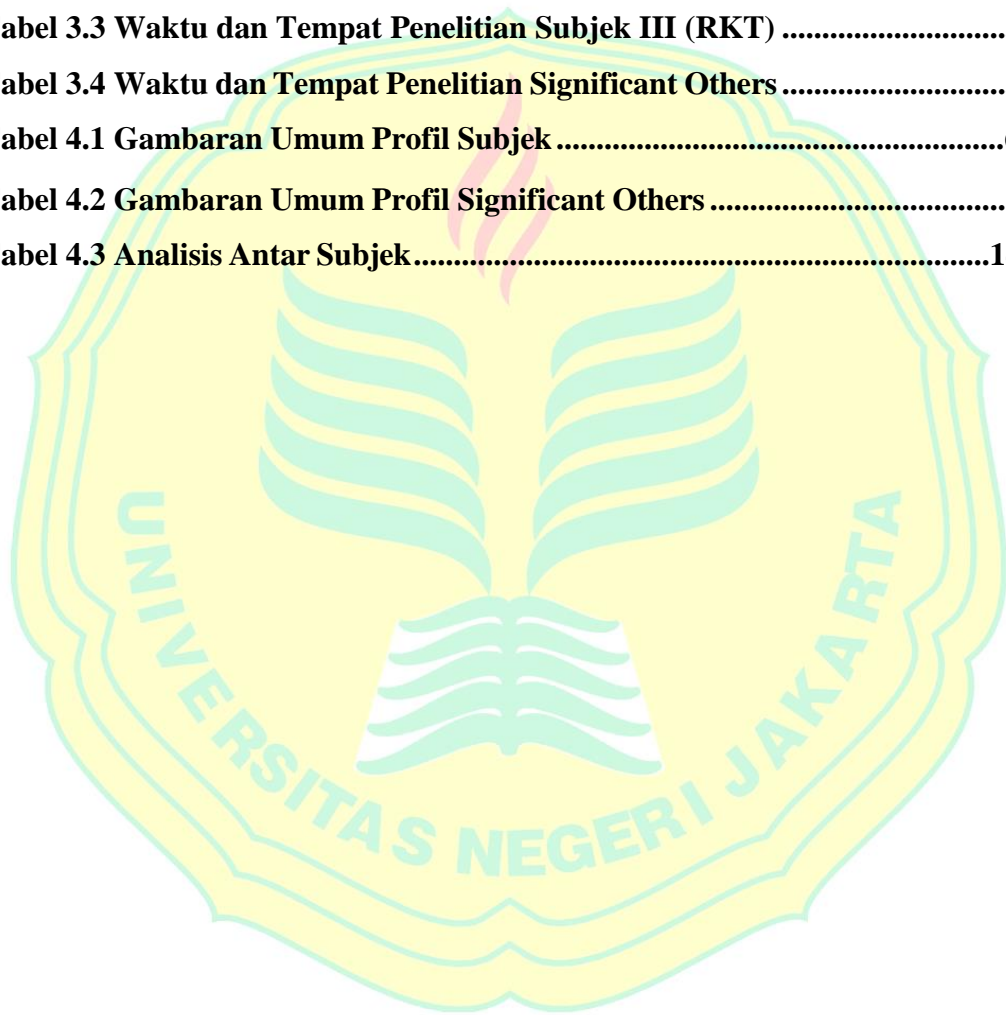 abel 3.3 Waktu dan Tempat Penelitian Subjek III (RKT) ............................
abel 3.4 Waktu dan Tempat Penelitian Significant Others ............................
abel 4.1 Gambaran Umum Profil Subjek ........................................................
abel 4.2 Gambaran Umum Profil Significant Others .....................................
abel 4.3 Analisis Antar Subjek........................................................................1
UNIVERSITAS NEGERI JAKARTA